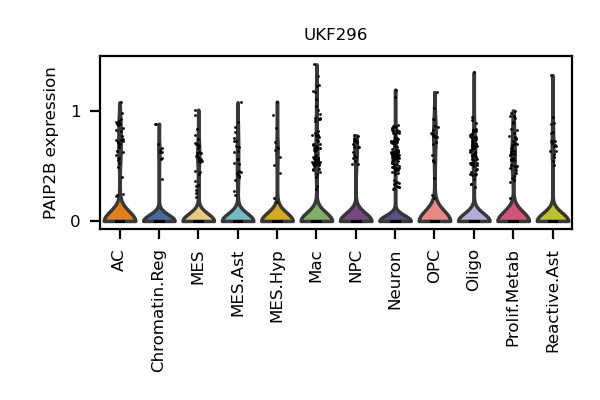 UKF296
PAIP2B expression
1
0
AC
Chromatin.Reg
MES
MES.Ast
MES.Hyp
Mac
NPC
Neuron
OPC
Oligo
Prolif.Metab
Reactive.Ast